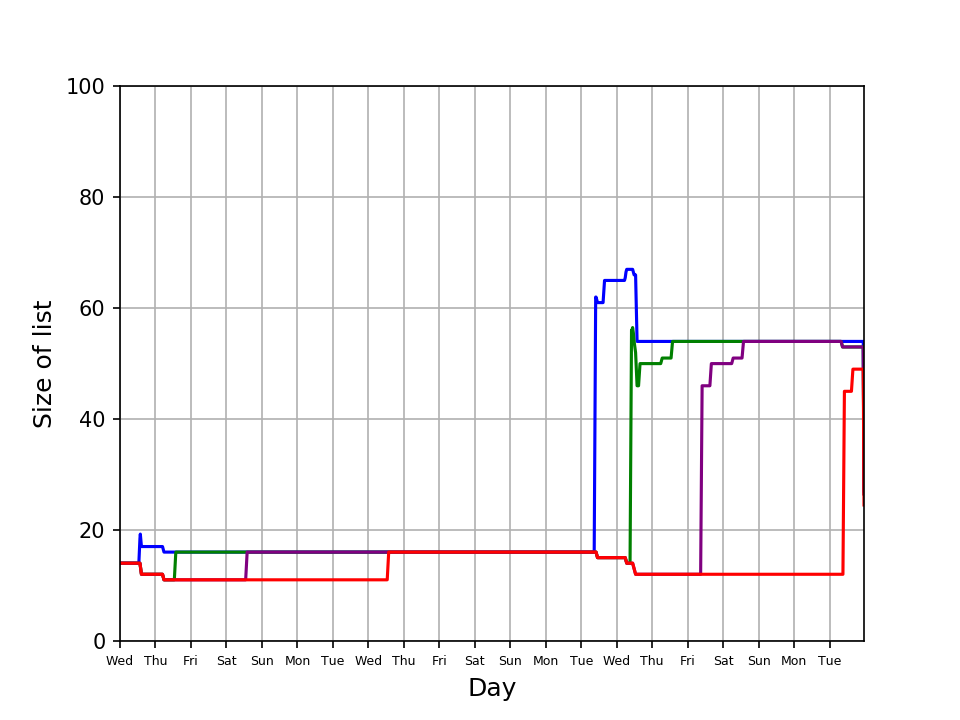 100
80
60
40
20
0
Size of list
Wed Thu Fri Sat Sun Mon Tue Wed Thu Fri Sat Sun Mon Tue Wed Thu Fri Sat Sun Mon Tue
Day